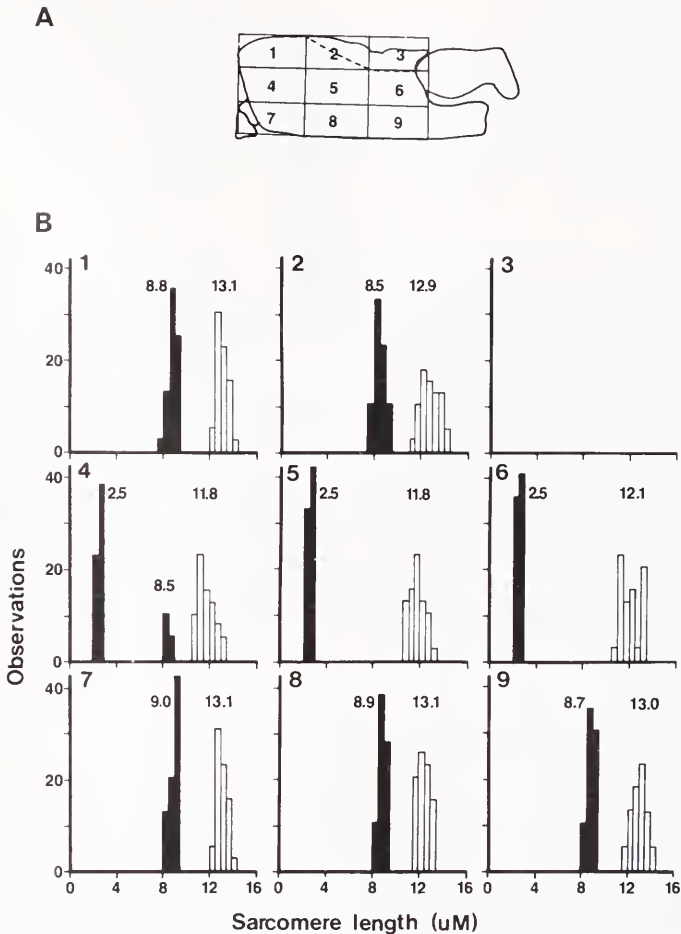 A
1 2 3
4 5 6
7 8 9
B
1 8.8 13.1
2 8.5 12.9
3
40
20
0
4 2.5 8.5 11.8
5 2.5 11.8
6 2.5 12.1
40
20
0
Observations
7 9.0 13.1
8 8.9 13.1
9 8.7 13.0
40
20
0
0 4 8 12 16 0 4 8 12 16 0 4 8 12 16
Sarcomere length (uM)